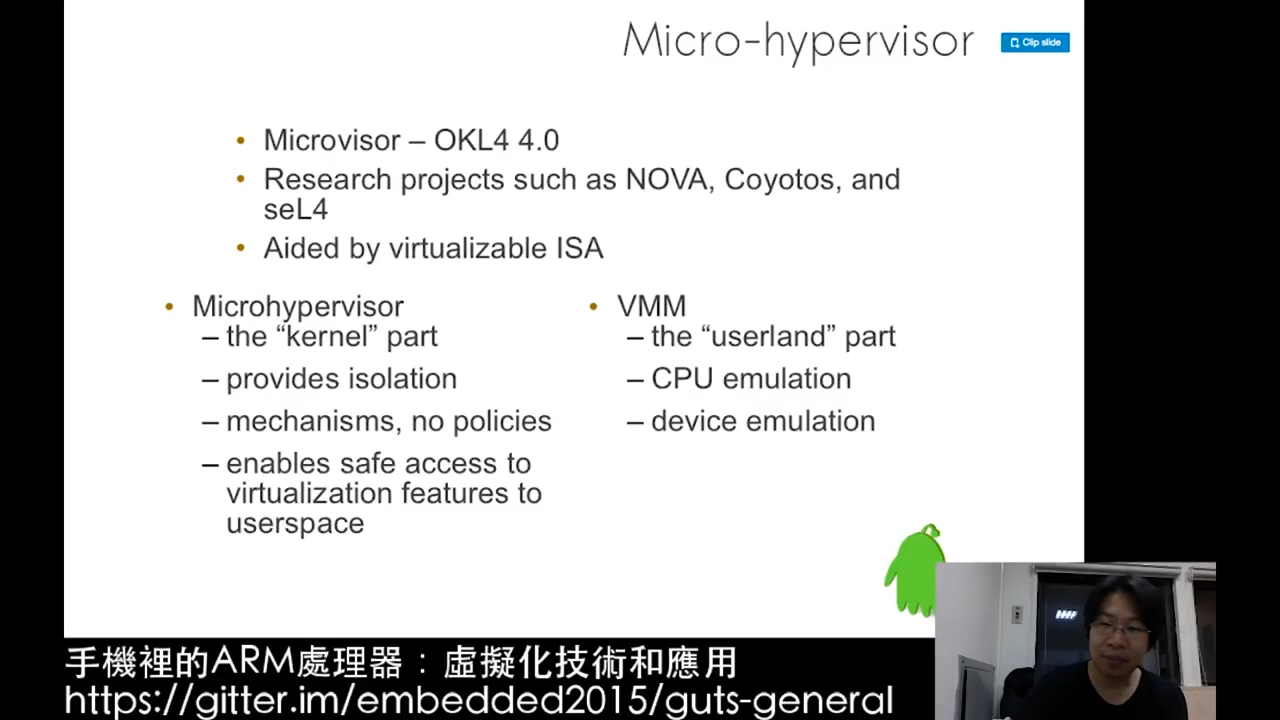 Micro-hypervisor
Clip slide
• Microvisor – OKL4 4.0
• Research projects such as NOVA, Coyotos, and
seL4
• Aided by virtualizable ISA
• Microhypervisor
– the “kernel” part
– provides isolation
– mechanisms, no policies
– enables safe access to
virtualization features to
userspace
• VMM
– the “userland” part
– CPU emulation
– device emulation
手機裡的ARM處理器：虛擬化技術和應用
https://gitter.im/embedded2015/guts-general